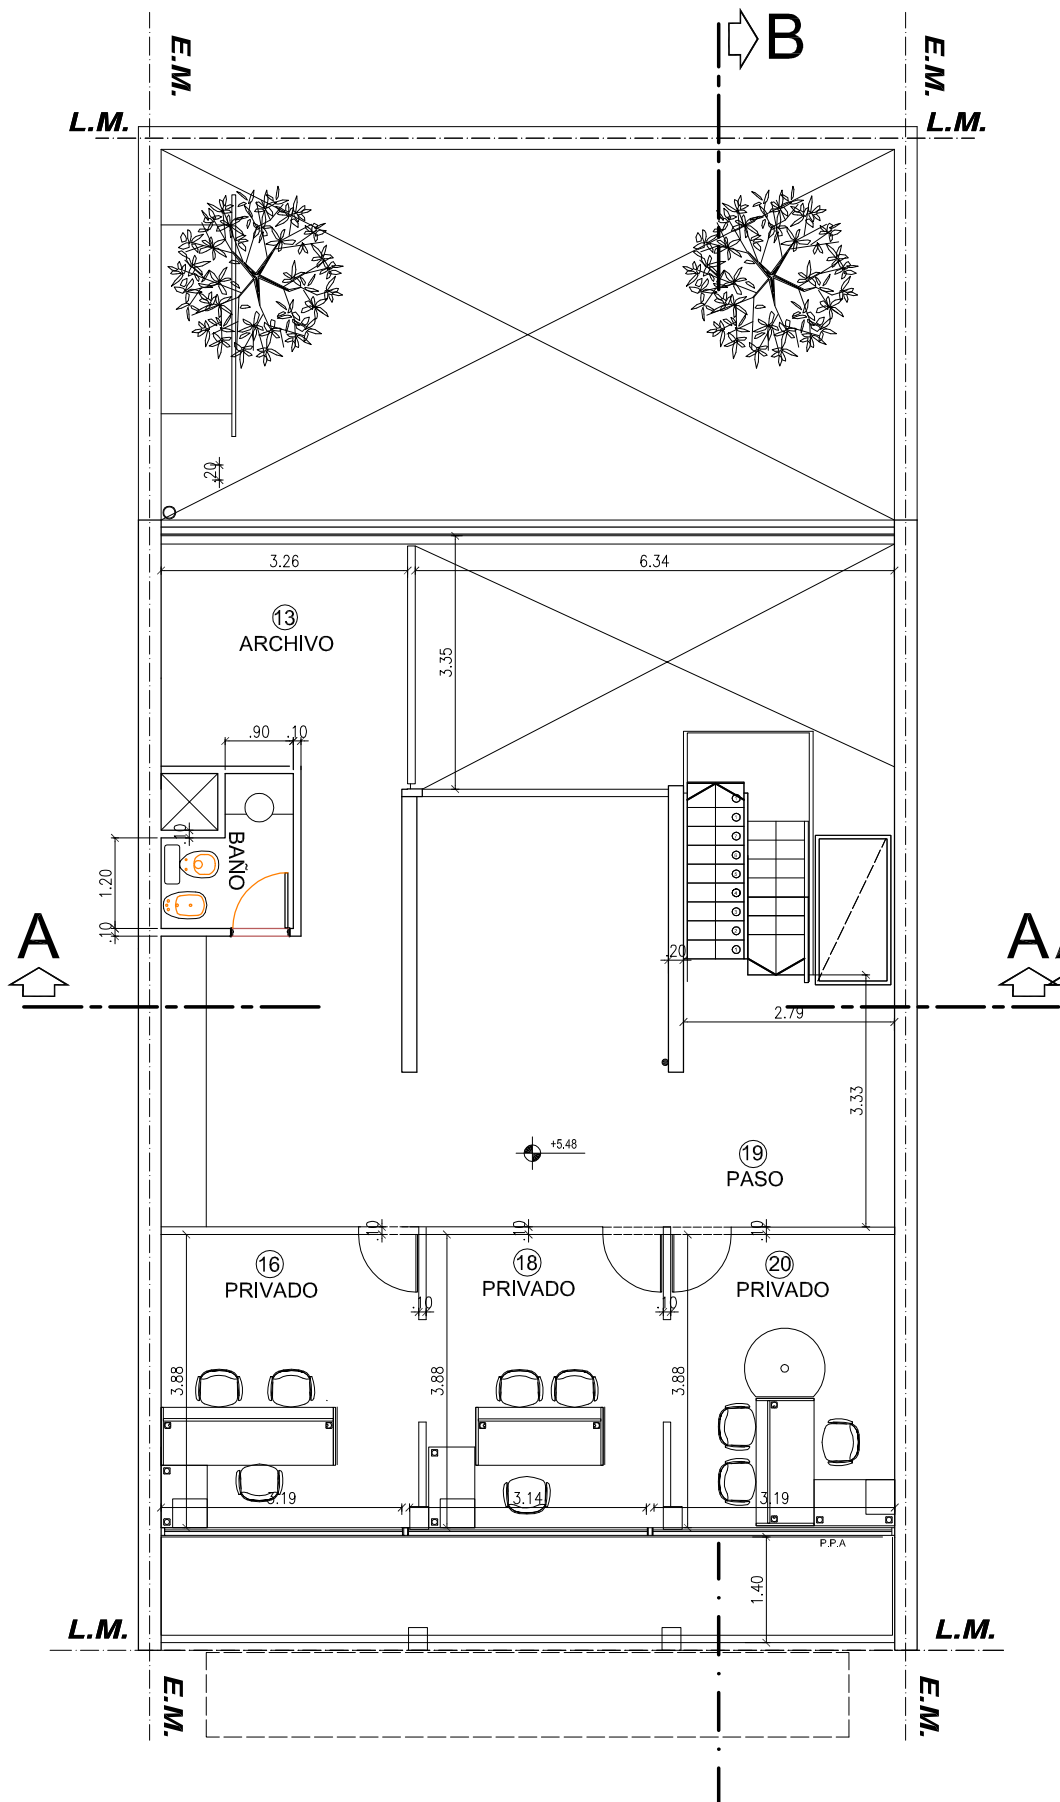 B
E.M.
E.M.
L.M.
L.M.
.20
3.26
6.34
13
ARCHIVO
3.35
.90
.10
.10
BAÑO
1.20
.10
A
A
.20
2.79
3.33
+5.48
19
PASO
.10
.10
.10
16
PRIVADO
18
PRIVADO
20
PRIVADO
.10
.10
3.88
3.88
3.88
3.19
3.14
3.19
P.P.A
1.40
L.M.
L.M.
E.M.
E.M.